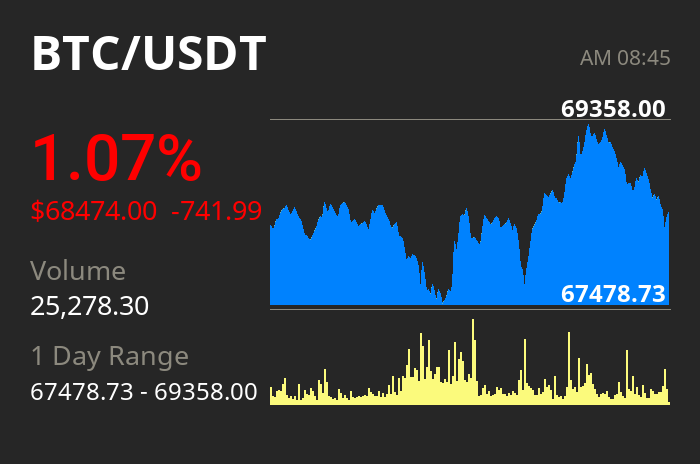 BTC/USDT
AM 08:45
69358.00
1.07%
$68474.00 -741.99
Volume
25,278.30
67478.73
1 Day Range
67478.73 - 69358.00